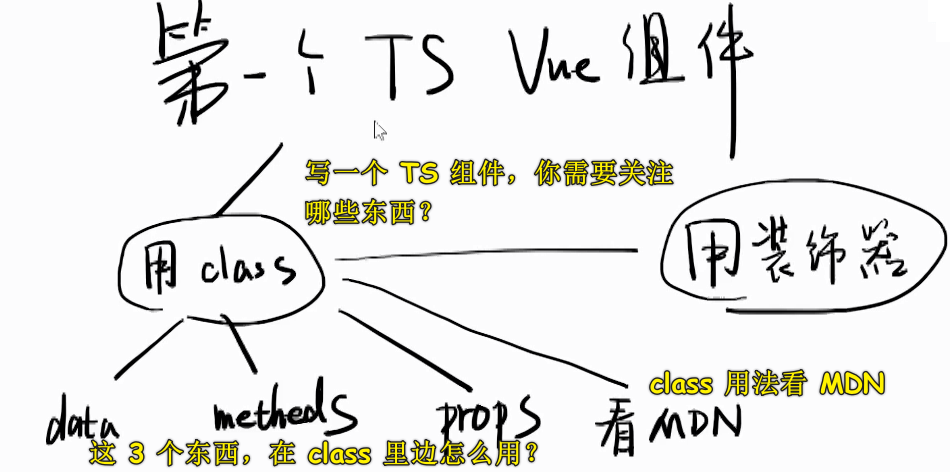 第一个 TS Vue 组件
写一个 TS 组件，你需要关注
哪些东西？
用 class
用装饰器
class 用法看 MDN
data
metheds
props
看 MDN
这 3 个东西，在 class 里边怎么用？